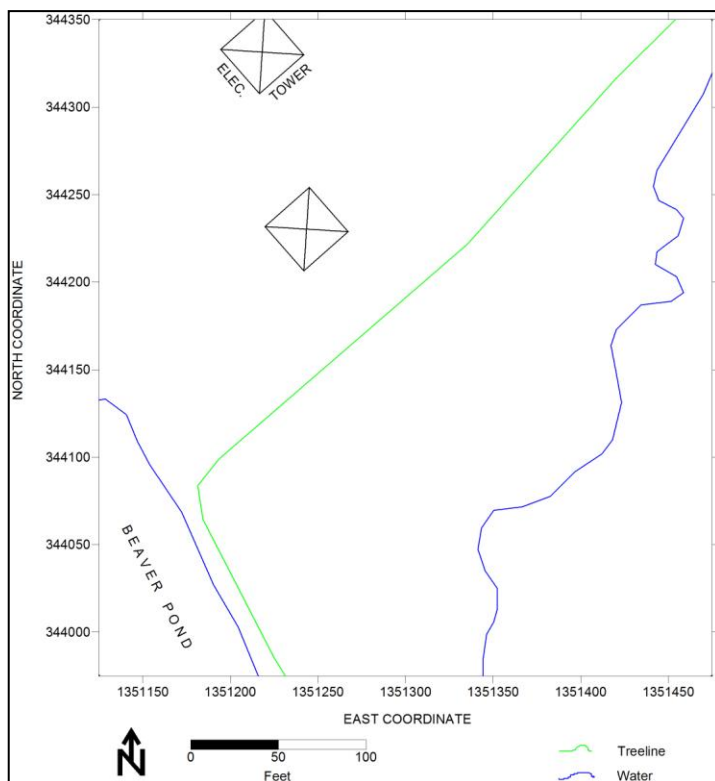 344350
344300
344250
344200
344150
344100
344050
344000
NORTH COORDINATE
ELEC. TOWER
BEAVER POND
1351150 1351200 1351250 1351300 1351350 1351400 1351450
EAST COORDINATE
N
0 50 100
Feet
Treeline
Water